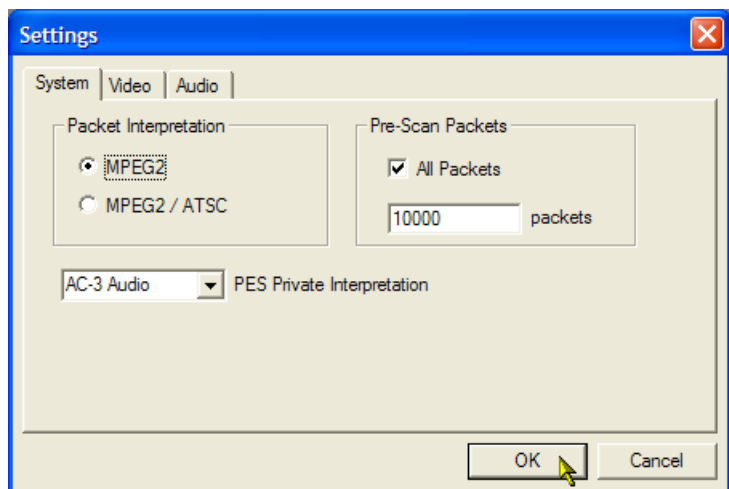 Settings
System Video Audio
Packet Interpretation
MPEG2
MPEG2 / ATSC
Pre-Scan Packets
All Packets
10000 packets
AC-3 Audio PES Private Interpretation
OK Cancel